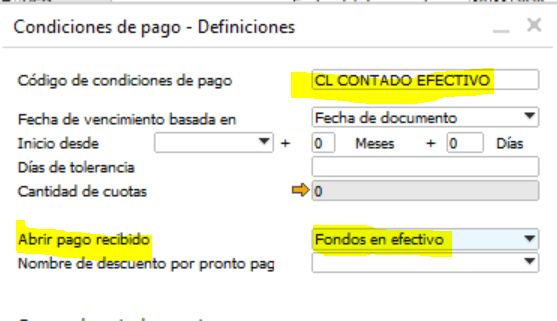 Condiciones de pago - Definiciones
Código de condiciones de pago CL CONTADO EFECTIVO
Fecha de vencimiento basada en Fecha de documento
Inicio desde + 0 Meses + 0 Días
Días de tolerancia
Cantidad de cuotas 0
Abrir pago recibido Fondos en efectivo
Nombre de descuento por pronto pag